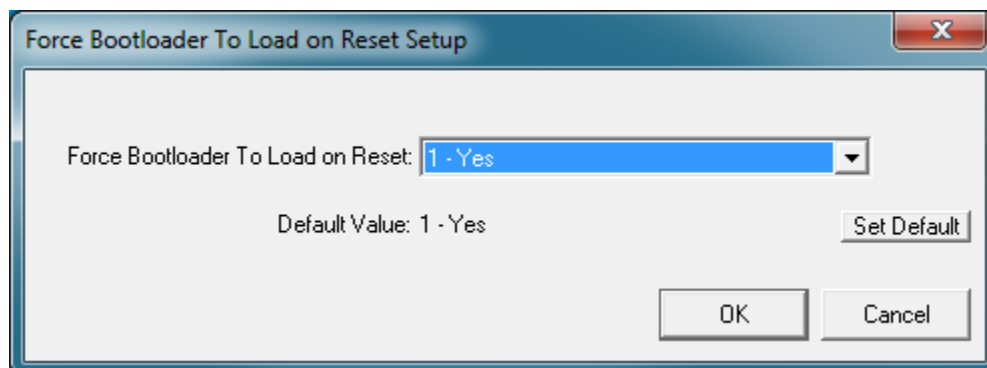 Force Bootloader To Load on Reset Setup
Force Bootloader To Load on Reset: 1 - Yes
Default Value: 1 - Yes
Set Default
OK
Cancel